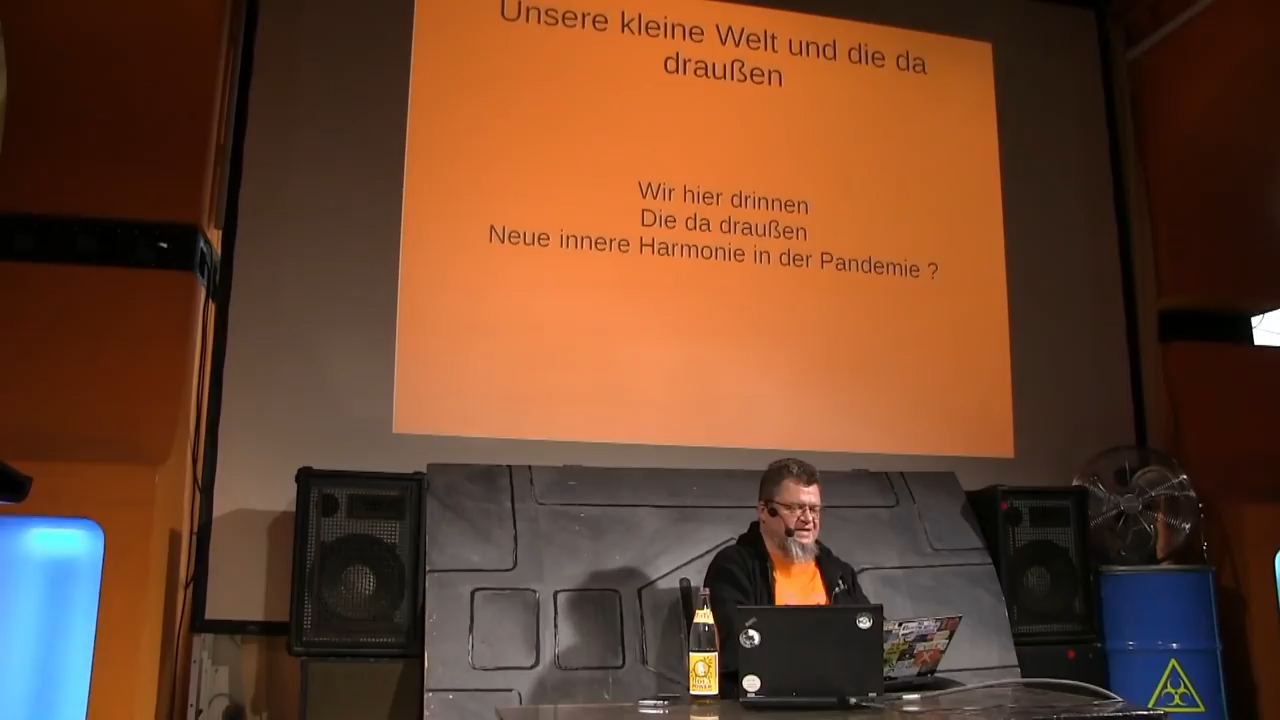 Unsere kleine Welt und die da
draußen
Wir hier drinnen
Die da draußen
Neue innere Harmonie in der Pandemie ?